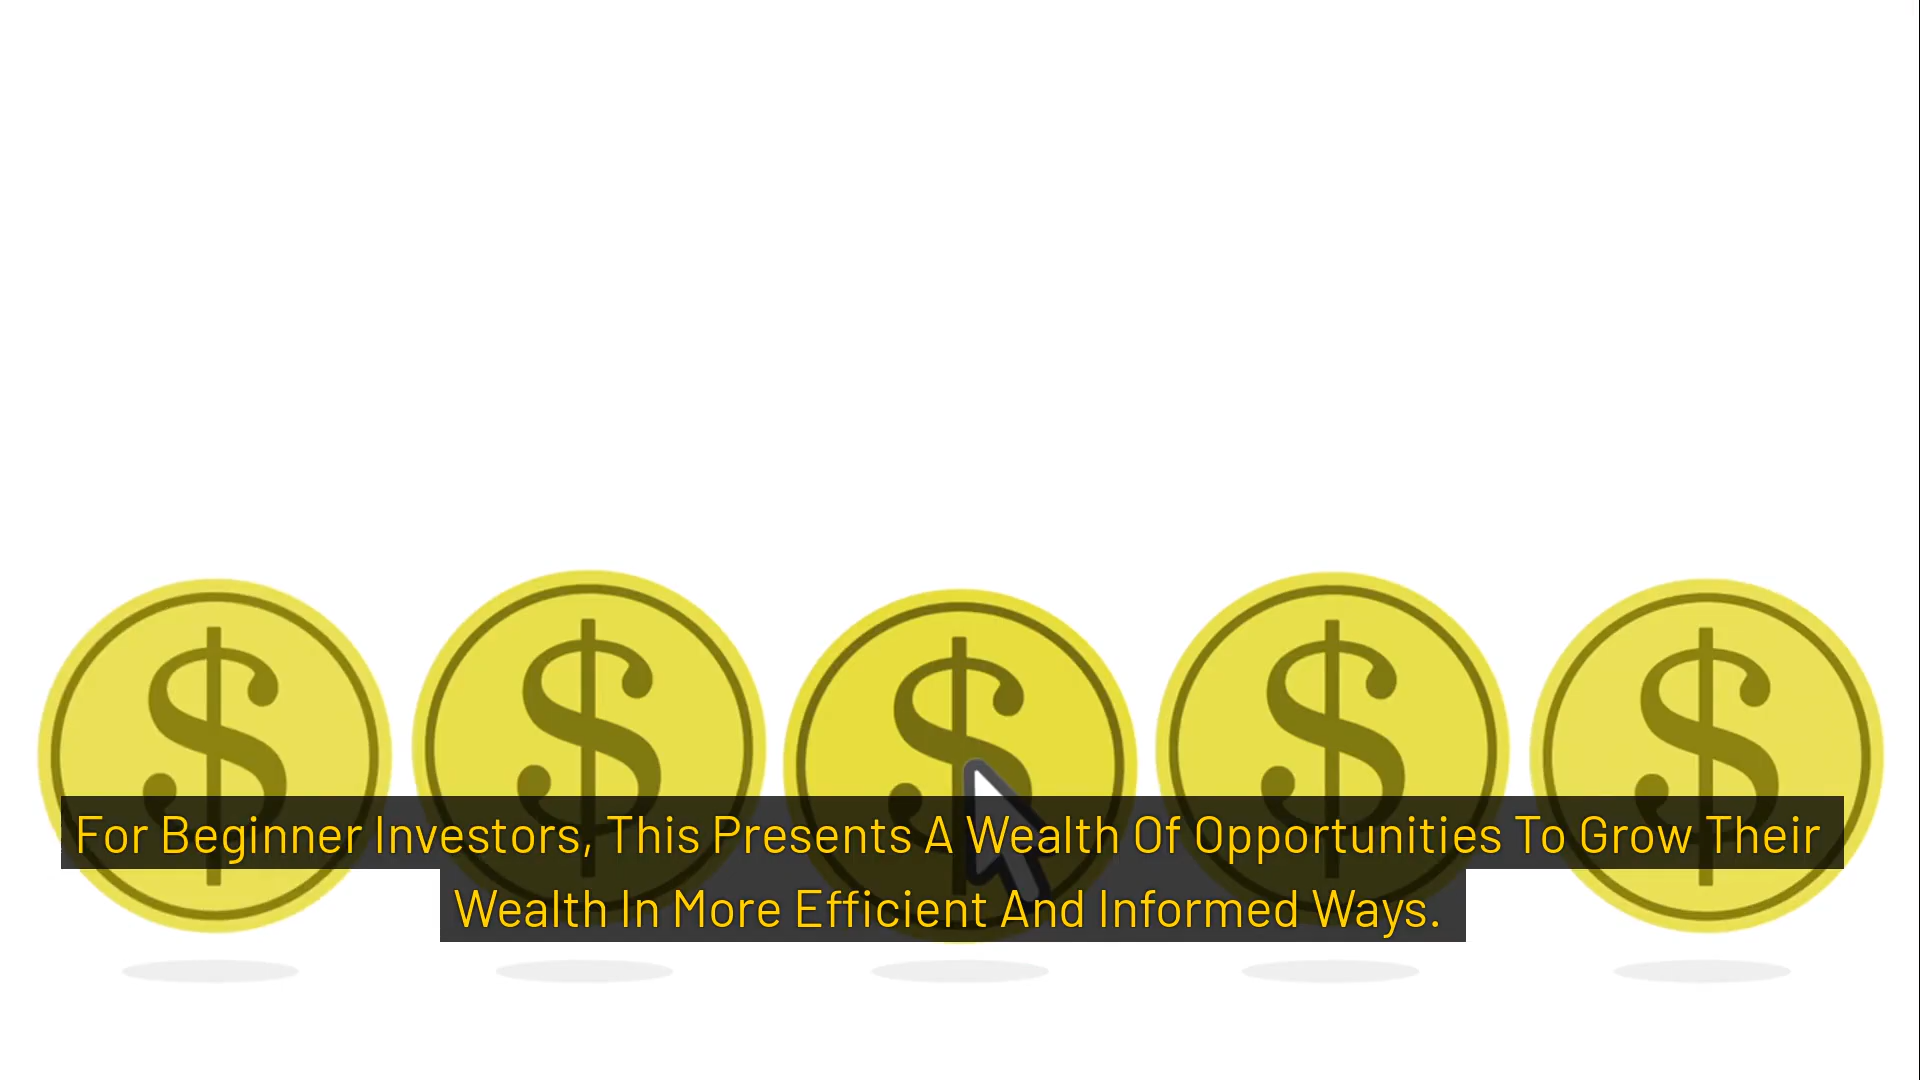 $ $ $ $ $
For Beginner Investors, This Presents A Wealth Of Opportunities To Grow Their
Wealth In More Efficient And Informed Ways.